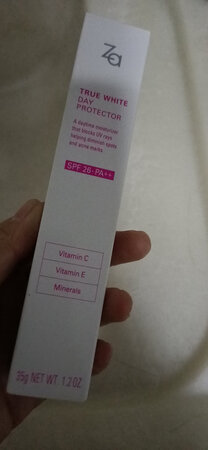 Za
TRUE WHITE
DAY
PROTECTOR
A daytime moisturizer
that blocks UV rays
helping diminish spots
and acne marks.
SPF 26·PA++
Vitamin C
Vitamin E
Minerals
35g NET WT. 1.2 OZ